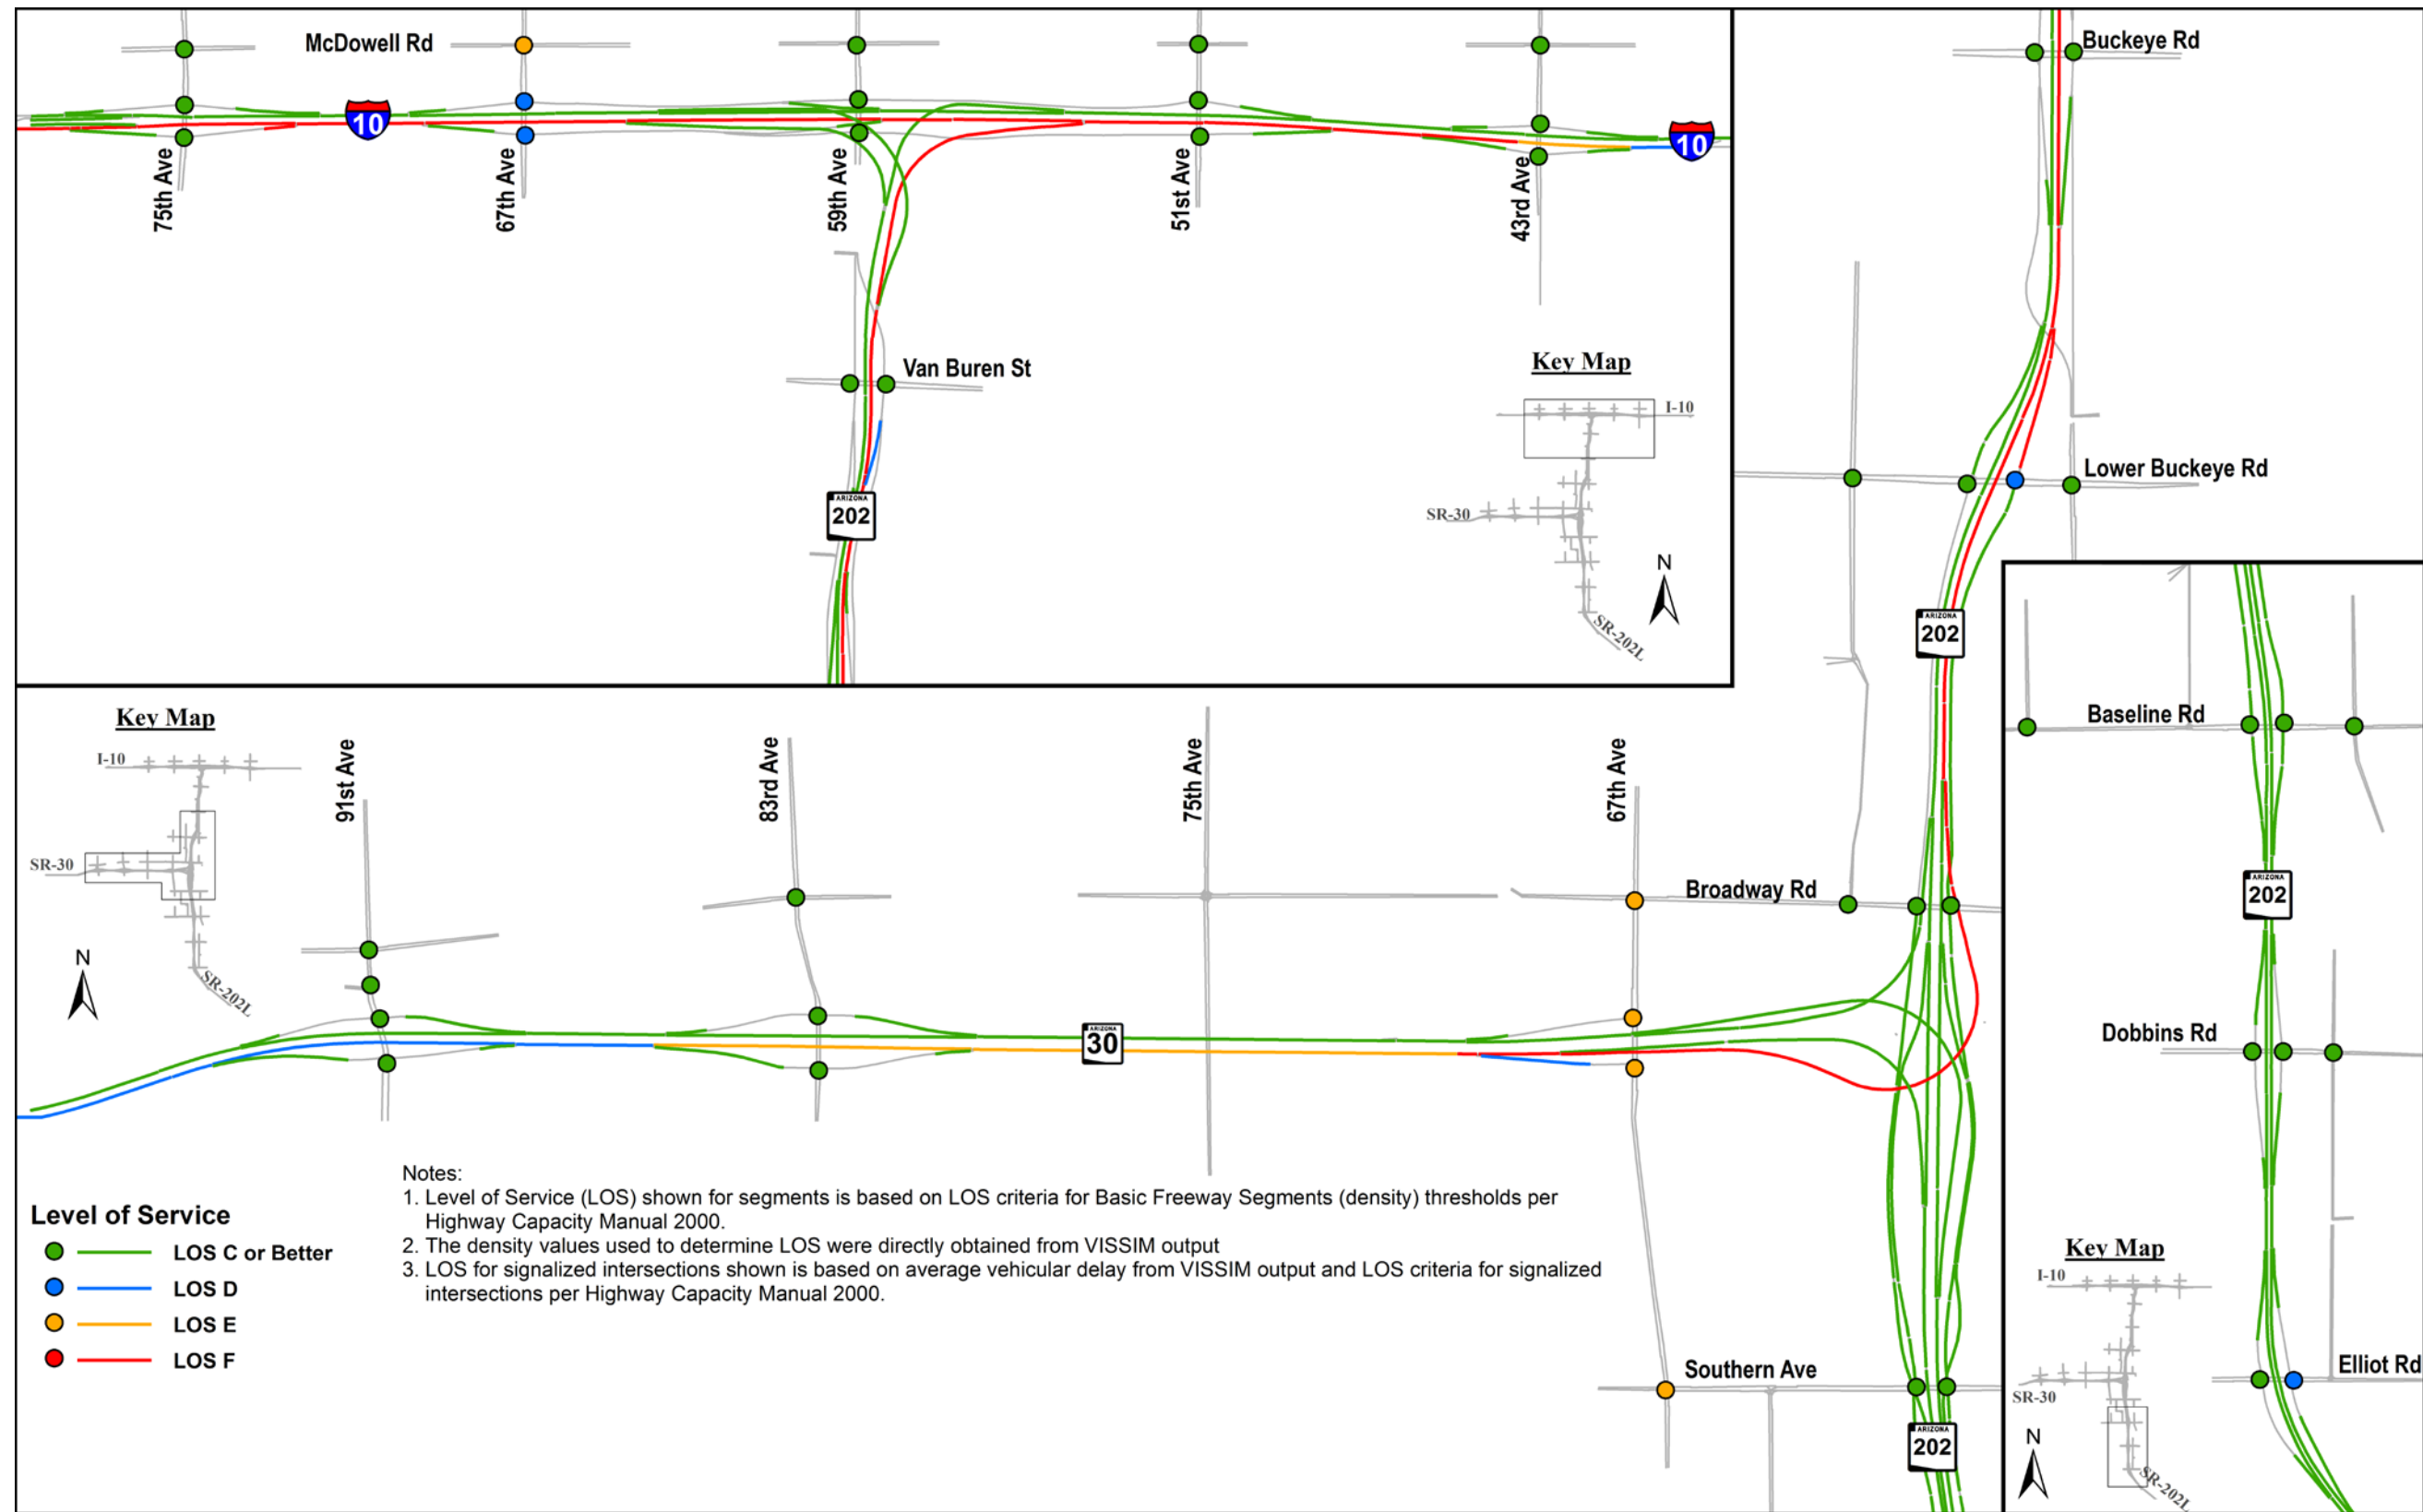 McDowell Rd
10
10
75th Ave
67th Ave
59th Ave
51st Ave
43rd Ave
Van Buren St
ARIZONA
202
Key Map
I-10
SR-30
SR-202L
N
Buckeye Rd
Lower Buckeye Rd
ARIZONA
202
Key Map
I-10
SR-30
SR-202L
N
91st Ave
83rd Ave
75th Ave
67th Ave
Broadway Rd
ARIZONA
30
Southern Ave
ARIZONA
202
Baseline Rd
ARIZONA
202
Dobbins Rd
Elliot Rd
Key Map
I-10
SR-30
SR-202L
N
Level of Service
LOS C or Better
LOS D
LOS E
LOS F
Notes:
1. Level of Service (LOS) shown for segments is based on LOS criteria for Basic Freeway Segments (density) thresholds per
Highway Capacity Manual 2000.
2. The density values used to determine LOS were directly obtained from VISSIM output
3. LOS for signalized intersections shown is based on average vehicular delay from VISSIM output and LOS criteria for signalized
intersections per Highway Capacity Manual 2000.